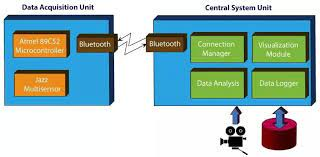 Data Acquisition Unit
Central System Unit
Atmel 89C52
Microcontroller
Bluetooth
Jazz
Multisensor
Bluetooth
Connection
Manager
Visualization
Module
Data Analysis
Data Logger